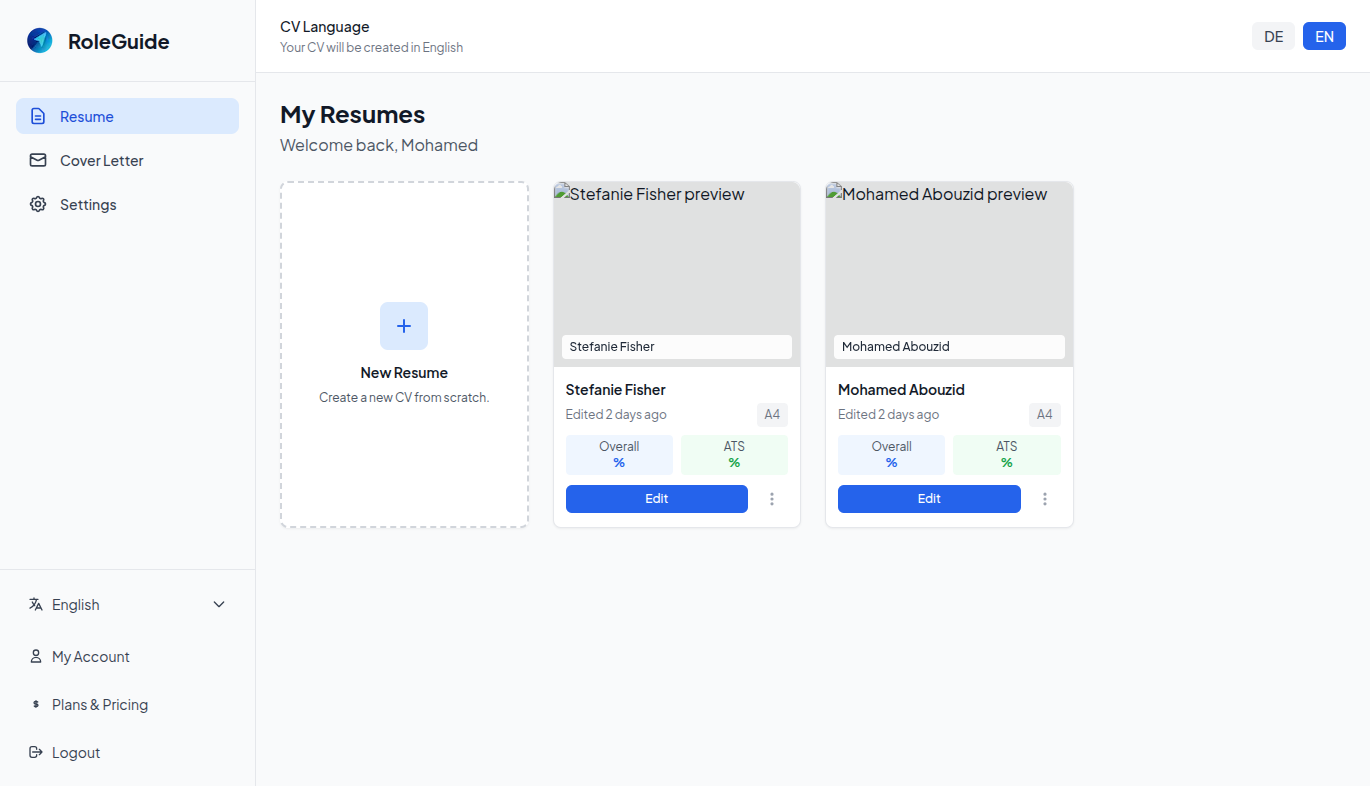 RoleGuide
Resume
Cover Letter
Settings
English
My Account
Plans & Pricing
Logout
CV Language
Your CV will be created in English
DE
EN
My Resumes
Welcome back, Mohamed
New Resume
Create a new CV from scratch.
Stefanie Fisher preview
Stefanie Fisher
Stefanie Fisher
Edited 2 days ago
A4
Overall
%
ATS
%
Edit
Mohamed Abouzid preview
Mohamed Abouzid
Mohamed Abouzid
Edited 2 days ago
A4
Overall
%
ATS
%
Edit